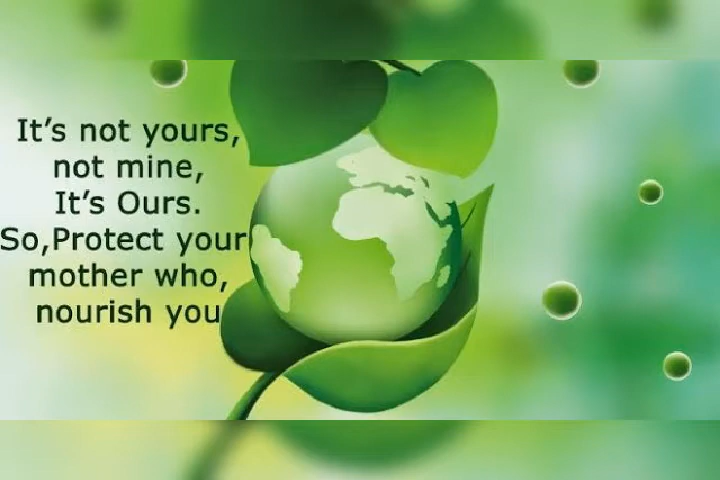 It's not yours,
not mine,
It's Ours.
So,Protect your
mother who,
nourish you